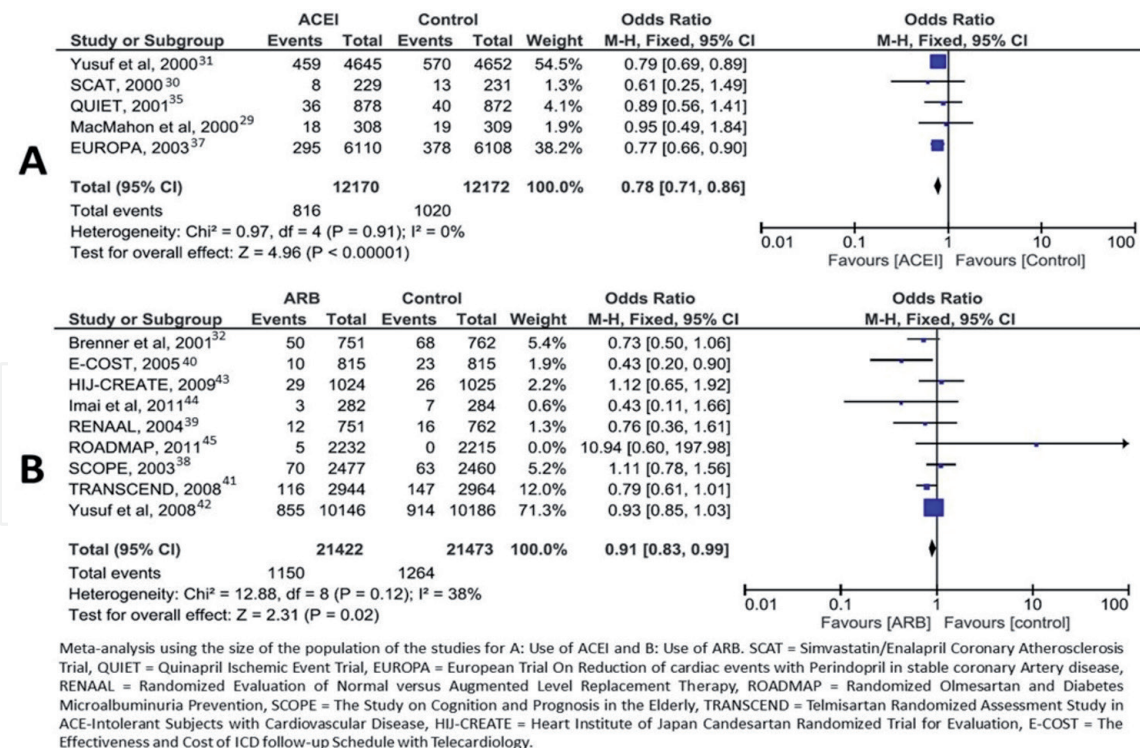 ACEI Control Odds Ratio Odds Ratio
Study or Subgroup Events Total Events Total Weight M-H, Fixed, 95% CI M-H, Fixed, 95% CI
Yusuf et al, 2000³¹ 459 4645 570 4652 54.5% 0.79 [0.69, 0.89]
SCAT, 2000³⁰ 8 229 13 231 1.3% 0.61 [0.25, 1.49]
QUIET, 2001³⁵ 36 878 40 872 4.1% 0.89 [0.56, 1.41]
MacMahon et al, 2000²⁹ 18 308 19 309 1.9% 0.95 [0.49, 1.84]
EUROPA, 2003³⁷ 295 6110 378 6108 38.2% 0.77 [0.66, 0.90]
A
Total (95% CI) 12170 12172 100.0% 0.78 [0.71, 0.86]
Total events 816 1020
Heterogeneity: Chi² = 0.97, df = 4 (P = 0.91); I² = 0%
Test for overall effect: Z = 4.96 (P < 0.00001)
0.01 0.1 1 10 100
Favours [ACEI] Favours [Control]
ARB Control Odds Ratio Odds Ratio
Study or Subgroup Events Total Events Total Weight M-H, Fixed, 95% CI M-H, Fixed, 95% CI
Brenner et al, 2001³² 50 751 68 762 5.4% 0.73 [0.50, 1.06]
E-COST, 2005⁴⁰ 10 815 23 815 1.9% 0.43 [0.20, 0.90]
HIJ-CREATE, 2009⁴³ 29 1024 26 1025 2.2% 1.12 [0.65, 1.92]
Imai et al, 2011⁴⁴ 3 282 7 284 0.6% 0.43 [0.11, 1.66]
RENAAL, 2004³⁹ 12 751 16 762 1.3% 0.76 [0.36, 1.61]
ROADMAP, 2011⁴⁵ 5 2232 0 2215 0.0% 10.94 [0.60, 197.98]
B
SCOPE, 2003³⁸ 70 2477 63 2460 5.2% 1.11 [0.78, 1.56]
TRANSCEND, 2008⁴¹ 116 2944 147 2964 12.0% 0.79 [0.61, 1.01]
Yusuf et al, 2008⁴² 855 10146 914 10186 71.3% 0.93 [0.85, 1.03]
Total (95% CI) 21422 21473 100.0% 0.91 [0.83, 0.99]
Total events 1150 1264
Heterogeneity: Chi² = 12.88, df = 8 (P = 0.12); I² = 38%
Test for overall effect: Z = 2.31 (P = 0.02)
0.01 0.1 1 10 100
Favours [ARB] Favours [control]
Meta-analysis using the size of the population of the studies for A: Use of ACEI and B: Use of ARB. SCAT = Simvastatin/Enalapril Coronary Atherosclerosis
Trial, QUIET = Quinapril Ischemic Event Trial, EUROPA = European Trial On Reduction of cardiac events with Perindopril in stable coronary Artery disease,
RENAAL = Randomized Evaluation of Normal versus Augmented Level Replacement Therapy, ROADMAP = Randomized Olmesartan and Diabetes
Microalbuminuria Prevention, SCOPE = The Study on Cognition and Prognosis in the Elderly, TRANSCEND = Telmisartan Randomized Assessment Study in
ACE-Intolerant Subjects with Cardiovascular Disease, HIJ-CREATE = Heart Institute of Japan Candesartan Randomized Trial for Evaluation, E-COST = The
Effectiveness and Cost of ICD follow-up Schedule with Telecardiology.